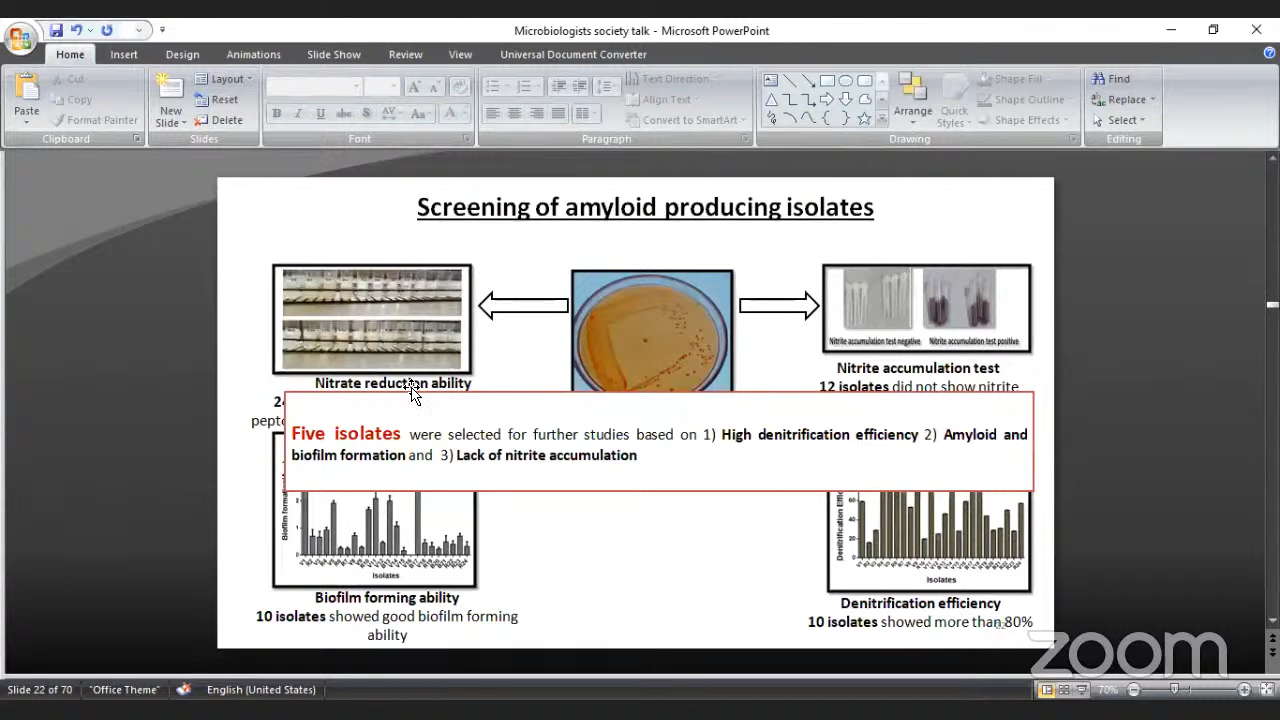 Microbiologists society talk - Microsoft PowerPoint
Home Insert Design Animations Slide Show Review View Universal Document Converter
Paste
Cut
Copy
Format Painter
Clipboard
New Slide
Layout
Reset
Delete
Slides
B I U S AV Aa A
Font
Text Direction
Align Text
Convert to SmartArt
Paragraph
Arrange
Quick Styles
Shape Fill
Shape Outline
Shape Effects
Drawing
Find
Replace
Select
Editing
Screening of amyloid producing isolates
Nitrite accumulation test negative
Nitrite accumulation test positive
Nitrate reduction ability
Nitrite accumulation test
12 isolates did not show nitrite
Five isolates were selected for further studies based on 1) High denitrification efficiency 2) Amyloid and
biofilm formation and 3) Lack of nitrite accumulation
Isolates
Isolates
Biofilm forming ability
10 isolates showed good biofilm forming
ability
Denitrification efficiency
10 isolates showed more than 80%
22
zoom
Slide 22 of 70 "Office Theme" English (United States) 70%